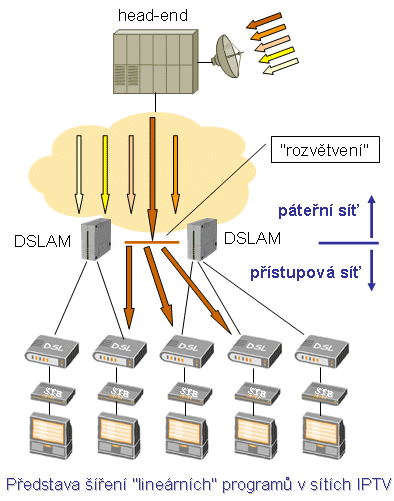 head-end
"rozvětvení"
DSLAM
DSLAM
páteřní síť
přístupová síť
DSL DSL DSL DSL DSL
STB STB STB STB STB
Představa šíření "lineárních" programů v sítích IPTV